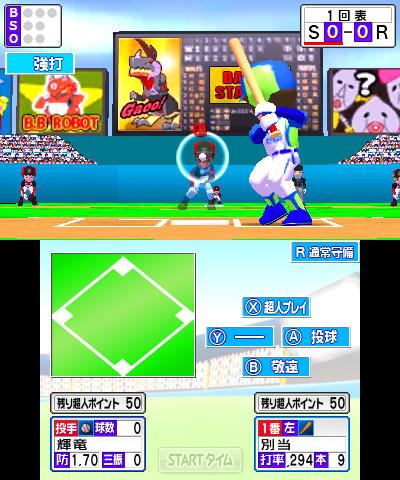 B
S
O
1回表
S 0-0 R
強打
B.B ROBOT
Gaoo!
BA
STA
?
R 通常守備
X 超人プレイ
Y ── A 投球
B 敬遠
残り超人ポイント 50
残り超人ポイント 50
投手 球数 0
輝竜
防 1.70 三振 0
STARTタイム
1番 左
別当
打率 .294 本 9